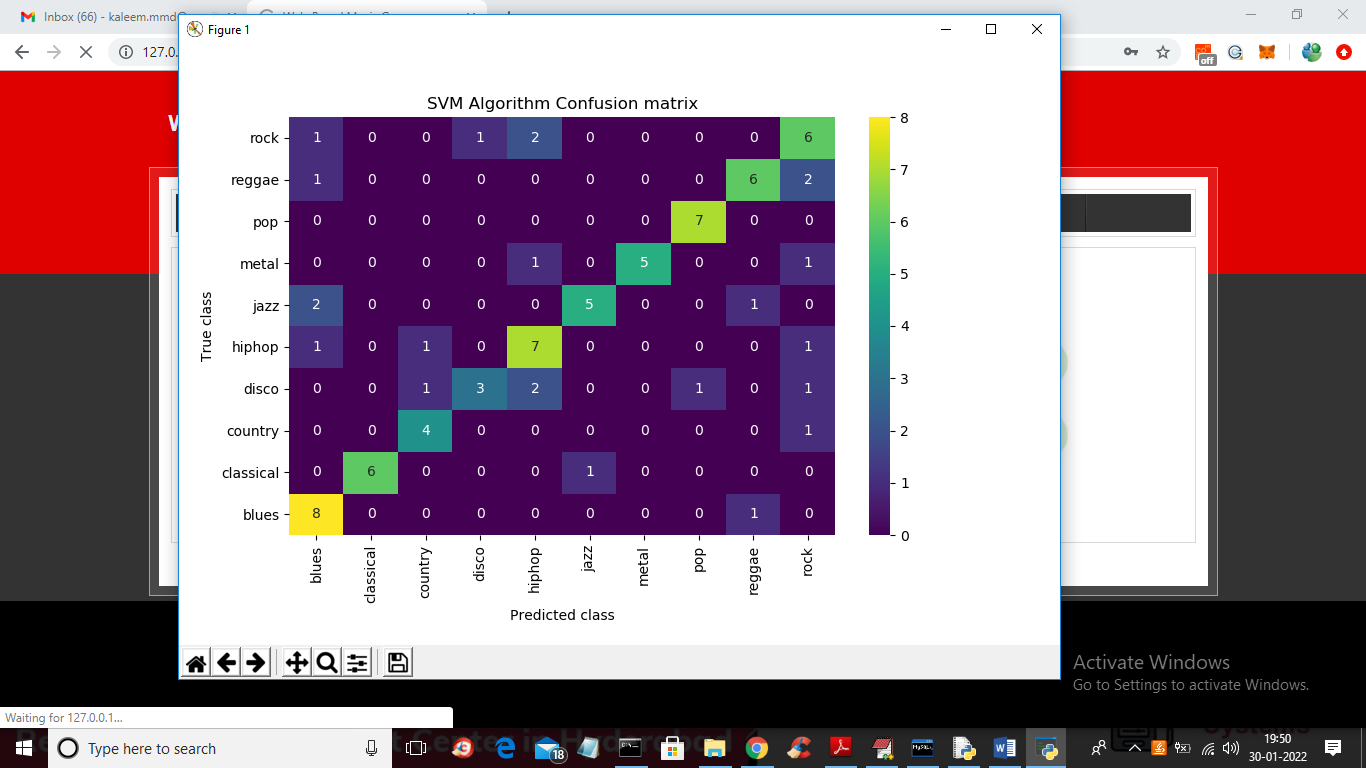 Inbox (66) - kaleem.mmd
Figure 1
127.0.
off
SVM Algorithm Confusion matrix
rock 1 0 0 1 2 0 0 0 0 6
reggae 1 0 0 0 0 0 0 0 6 2
pop 0 0 0 0 0 0 0 7 0 0
metal 0 0 0 0 1 0 5 0 0 1
jazz 2 0 0 0 0 5 0 0 1 0
hiphop 1 0 1 0 7 0 0 0 0 1
disco 0 0 1 3 2 0 0 1 0 1
country 0 0 4 0 0 0 0 0 0 1
classical 0 6 0 0 0 1 0 0 0 0
blues 8 0 0 0 0 0 0 0 1 0
True class
blues classical country disco hiphop jazz metal pop reggae rock
Predicted class
8
7
6
5
4
3
2
1
0
Activate Windows
Go to Settings to activate Windows.
Waiting for 127.0.0.1...
Type here to search
18
19:50
30-01-2022